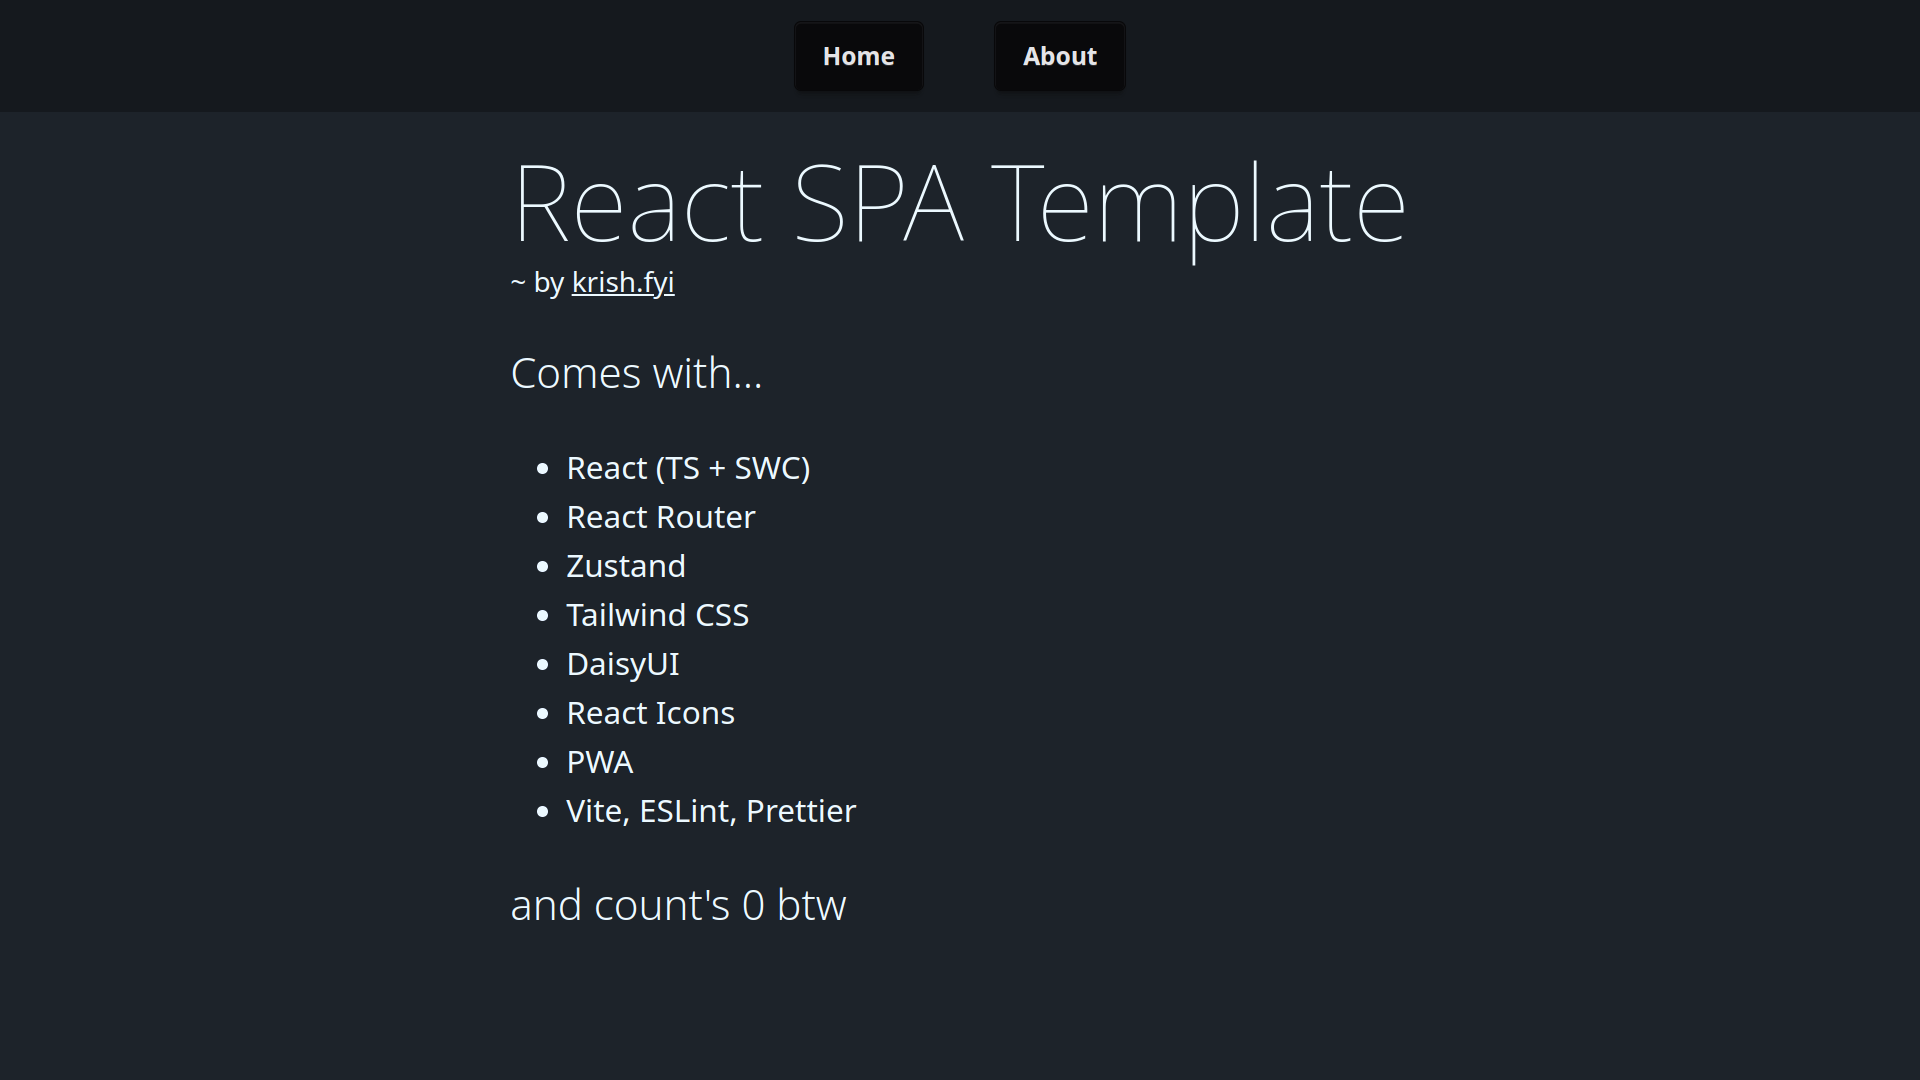 Home About
React SPA Template
~ by krish.fyi
Comes with...
React (TS + SWC)
React Router
Zustand
Tailwind CSS
DaisyUI
React Icons
PWA
Vite, ESLint, Prettier
and count's 0 btw